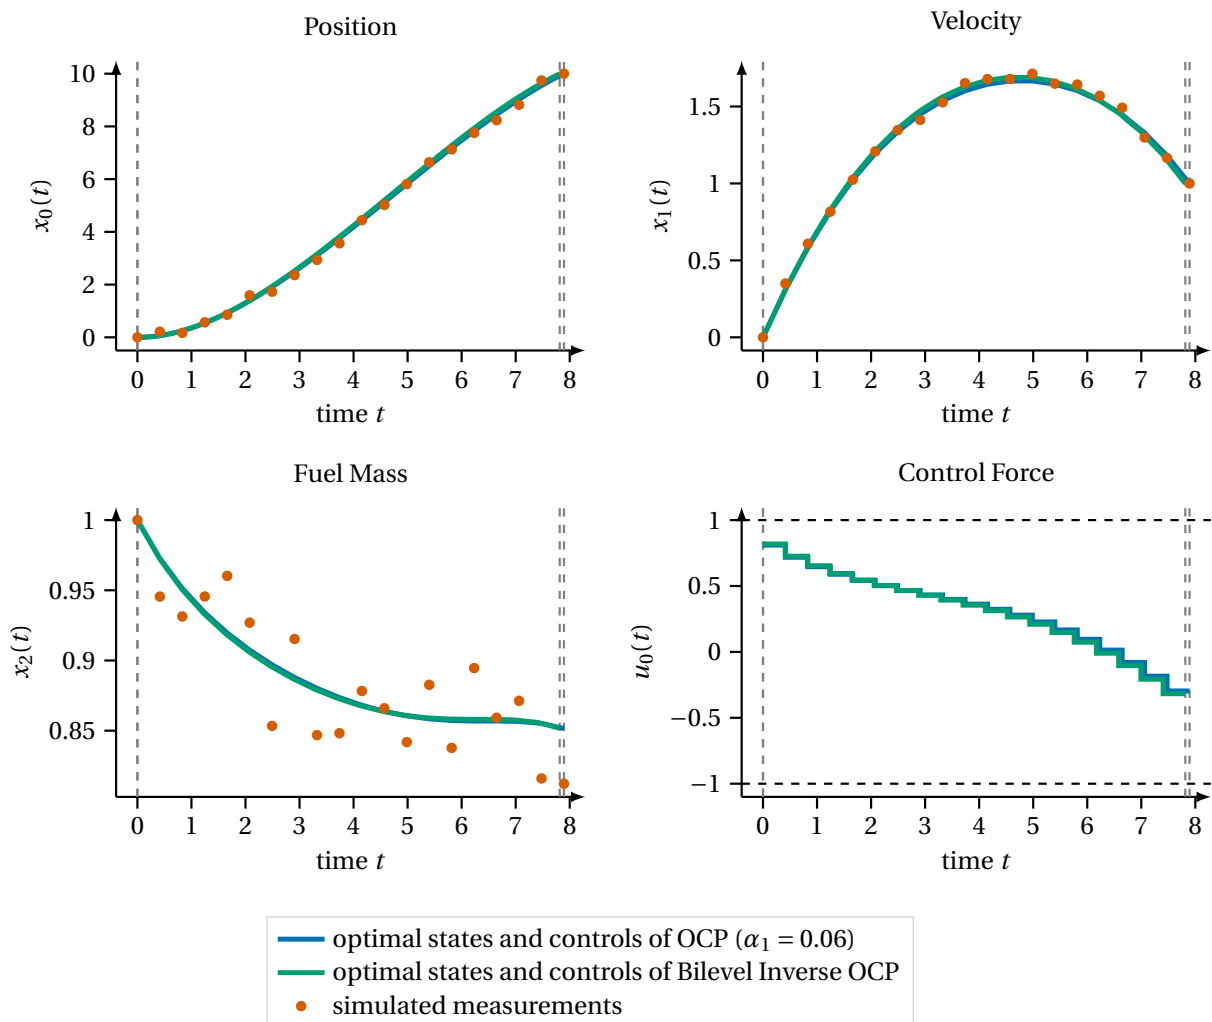 Position
10
8
6
4
2
0
x₀(t)
0 1 2 3 4 5 6 7 8
time t
Velocity
1.5
1
0.5
0
x₁(t)
0 1 2 3 4 5 6 7 8
time t
Fuel Mass
1
0.95
0.9
0.85
x₂(t)
0 1 2 3 4 5 6 7 8
time t
Control Force
1
0.5
0
−0.5
−1
u₀(t)
0 1 2 3 4 5 6 7 8
time t
optimal states and controls of OCP (α₁ = 0.06)
optimal states and controls of Bilevel Inverse OCP
simulated measurements